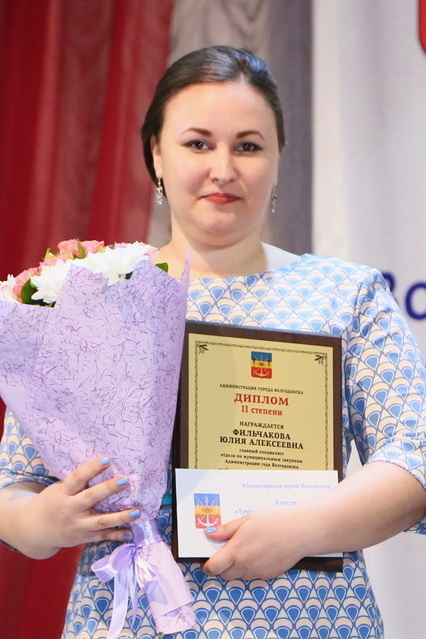 АДМИНИСТРАЦИЯ ГОРОДА ВОЛГОДОНСКА
ДИПЛОМ
II степени
НАГРАЖДАЕТСЯ
ФИЛЬЧАКОВА
ЮЛИЯ АЛЕКСЕЕВНА
главный специалист
отдела по муниципальным закупкам
Администрации года Волгодонска
Администрация города Волгодонска
Конкурс